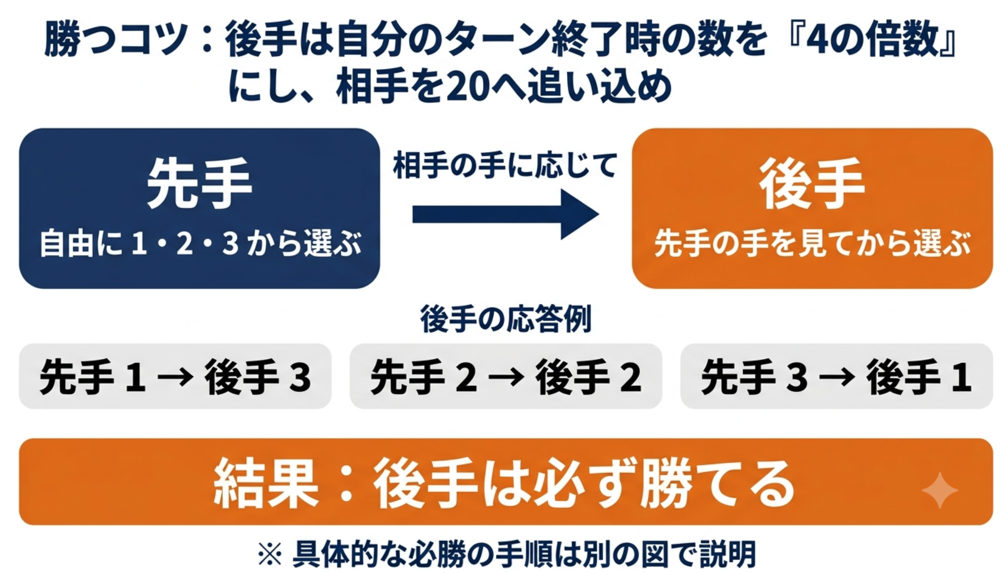 勝つコツ：後手は自分のターン終了時の数を『4の倍数』
にし、相手を20へ追い込め
先手
自由に 1・2・3 から選ぶ
相手の手に応じて
後手
先手の手を見てから選ぶ
後手の応答例
先手 1 → 後手 3
先手 2 → 後手 2
先手 3 → 後手 1
結果：後手は必ず勝てる
※ 具体的な必勝の手順は別の図で説明